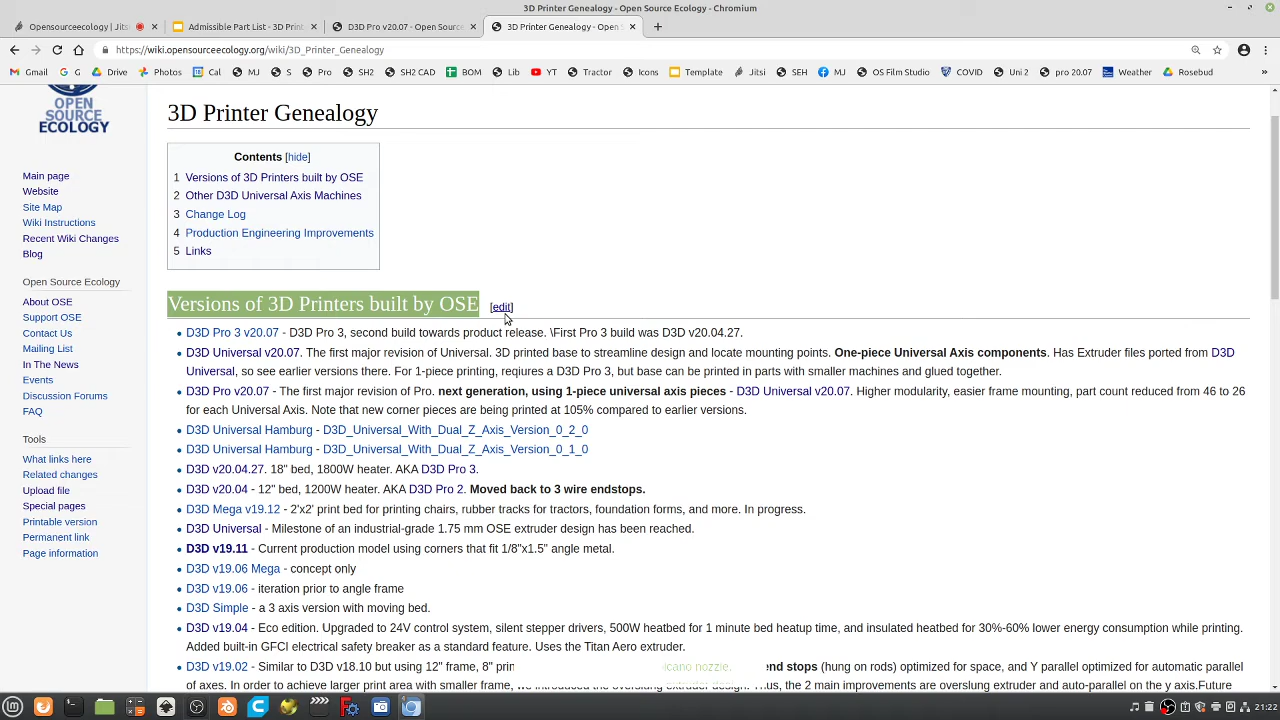 3D Printer Genealogy - Open Source Ecology - Chromium
Opensourceecology | Jits
Admissible Part List - 3D Print
D3D Pro v20.07 - Open Source
3D Printer Genealogy - Open S
https://wiki.opensourceecology.org/wiki/3D_Printer_Genealogy
Gmail G Drive Photos Cal MJ S Pro SH2 SH2 CAD BOM Lib YT Tractor Icons Template Jitsi SEH MJ OS Film Studio COVID Uni 2 pro 20.07 Weather Rosebud »
OPEN
SOURCE
ECOLOGY
Main page
Website
Site Map
Wiki Instructions
Recent Wiki Changes
Blog
Open Source Ecology
About OSE
Support OSE
Contact Us
Mailing List
In The News
Events
Discussion Forums
FAQ
Tools
What links here
Related changes
Upload file
Special pages
Printable version
Permanent link
Page information
3D Printer Genealogy
Contents [hide]
1 Versions of 3D Printers built by OSE
2 Other D3D Universal Axis Machines
3 Change Log
4 Production Engineering Improvements
5 Links
Versions of 3D Printers built by OSE [edit]
D3D Pro 3 v20.07 - D3D Pro 3, second build towards product release. \First Pro 3 build was D3D v20.04.27.
D3D Universal v20.07. The first major revision of Universal. 3D printed base to streamline design and locate mounting points. One-piece Universal Axis components. Has Extruder files ported from D3D
Universal, so see earlier versions there. For 1-piece printing, reqiures a D3D Pro 3, but base can be printed in parts with smaller machines and glued together.
D3D Pro v20.07 - The first major revision of Pro. next generation, using 1-piece universal axis pieces - D3D Universal v20.07. Higher modularity, easier frame mounting, part count reduced from 46 to 26
for each Universal Axis. Note that new corner pieces are being printed at 105% compared to earlier versions.
D3D Universal Hamburg - D3D_Universal_With_Dual_Z_Axis_Version_0_2_0
D3D Universal Hamburg - D3D_Universal_With_Dual_Z_Axis_Version_0_1_0
D3D v20.04.27. 18" bed, 1800W heater. AKA D3D Pro 3.
D3D v20.04 - 12" bed, 1200W heater. AKA D3D Pro 2. Moved back to 3 wire endstops.
D3D Mega v19.12 - 2'x2' print bed for printing chairs, rubber tracks for tractors, foundation forms, and more. In progress.
D3D Universal - Milestone of an industrial-grade 1.75 mm OSE extruder design has been reached.
D3D v19.11 - Current production model using corners that fit 1/8"x1.5" angle metal.
D3D v19.06 Mega - concept only
D3D v19.06 - iteration prior to angle frame
D3D Simple - a 3 axis version with moving bed.
D3D v19.04 - Eco edition. Upgraded to 24V control system, silent stepper drivers, 500W heatbed for 1 minute bed heatup time, and insulated heatbed for 30%-60% lower energy consumption while printing.
Added built-in GFCI electrical safety breaker as a standard feature. Uses the Titan Aero extruder.
D3D v19.02 - Similar to D3D v18.10 but using 12" frame, 8" prin cano nozzle. end stops (hung on rods) optimized for space, and Y parallel optimized for automatic parallel
of axes. In order to achieve larger print area with smaller frame, we introduced the overslung extruder design. Thus, the 2 main improvements are overslung extruder and auto-parallel on the y axis.Future
21:22